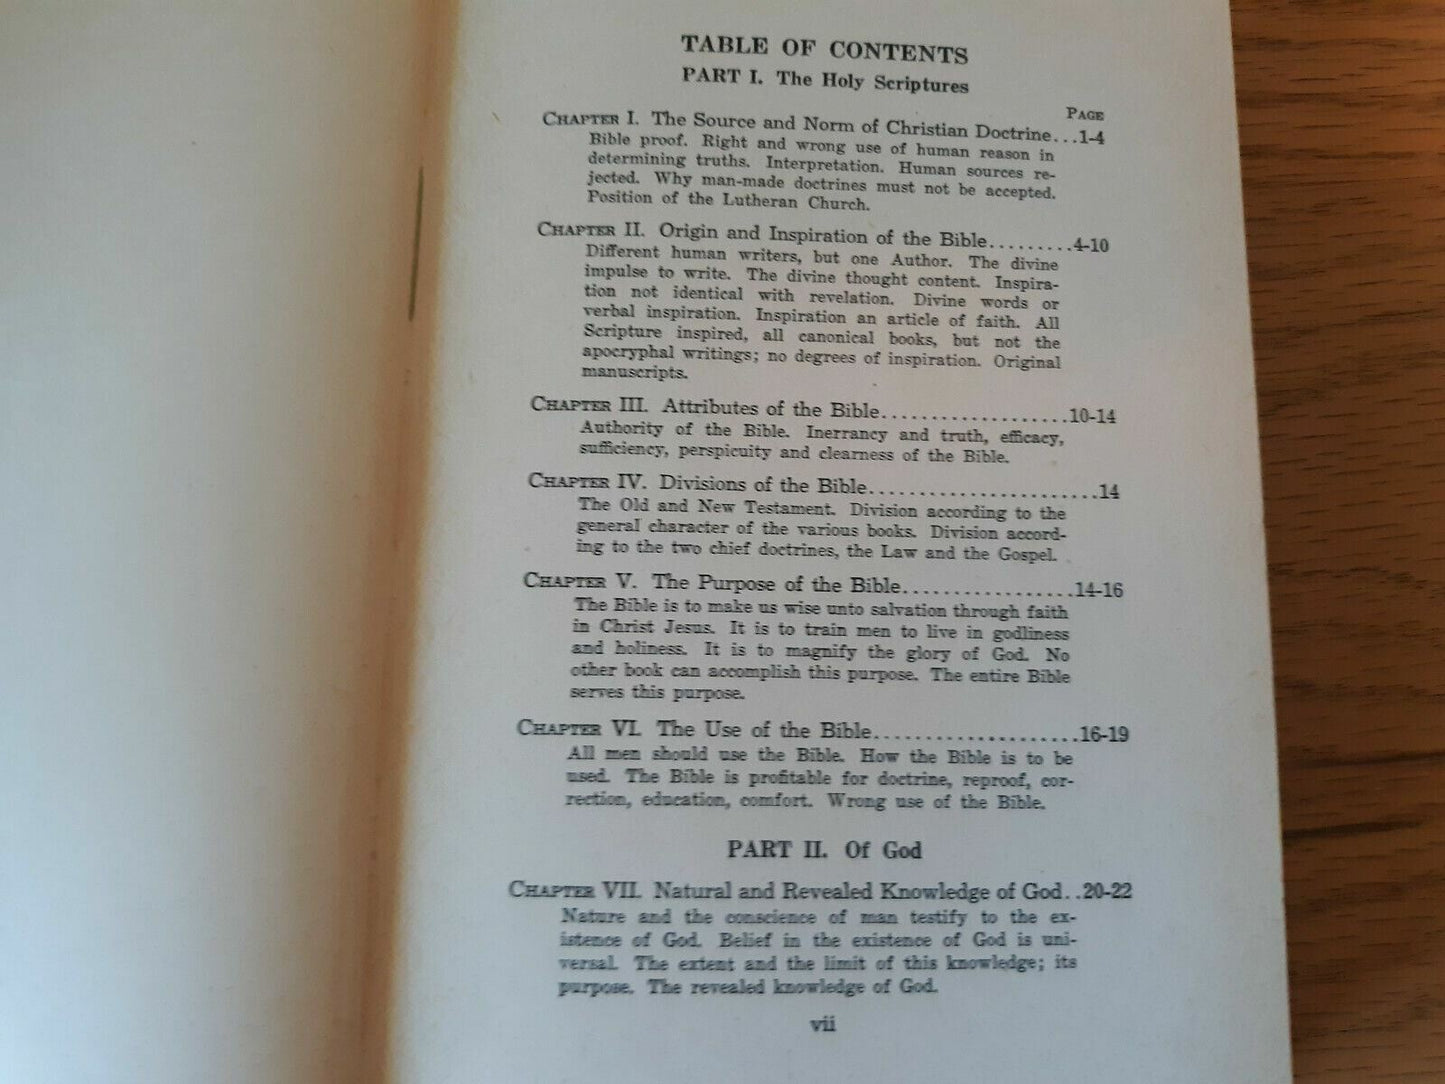 TABLE OF CONTENTS
PART I. The Holy Scriptures
PAGE
CHAPTER I. The Source and Norm of Christian Doctrine...1-4
Bible proof. Right and wrong use of human reason in
determining truths. Interpretation. Human sources re-
jected. Why man-made doctrines must not be accepted.
Position of the Lutheran Church.
CHAPTER II. Origin and Inspiration of the Bible.........4-10
Different human writers, but one Author. The divine
impulse to write. The divine thought content. Inspira-
tion not identical with revelation. Divine words or
verbal inspiration. Inspiration an article of faith. All
Scripture inspired, all canonical books, but not the
apocryphal writings; no degrees of inspiration. Original
manuscripts.
CHAPTER III. Attributes of the Bible...................10-14
Authority of the Bible. Inerrancy and truth, efficacy,
sufficiency, perspicuity and clearness of the Bible.
CHAPTER IV. Divisions of the Bible.......................14
The Old and New Testament. Division according to the
general character of the various books. Division accord-
ing to the two chief doctrines, the Law and the Gospel.
CHAPTER V. The Purpose of the Bible.................14-16
The Bible is to make us wise unto salvation through faith
in Christ Jesus. It is to train men to live in godliness
and holiness. It is to magnify the glory of God. No
other book can accomplish this purpose. The entire Bible
serves this purpose.
CHAPTER VI. The Use of the Bible....................16-19
All men should use the Bible. How the Bible is to be
used. The Bible is profitable for doctrine, reproof, cor-
rection, education, comfort. Wrong use of the Bible.
PART II. Of God
CHAPTER VII. Natural and Revealed Knowledge of God..20-22
Nature and the conscience of man testify to the ex-
istence of God. Belief in the existence of God is uni-
versal. The extent and the limit of this knowledge; its
purpose. The revealed knowledge of God.
vii